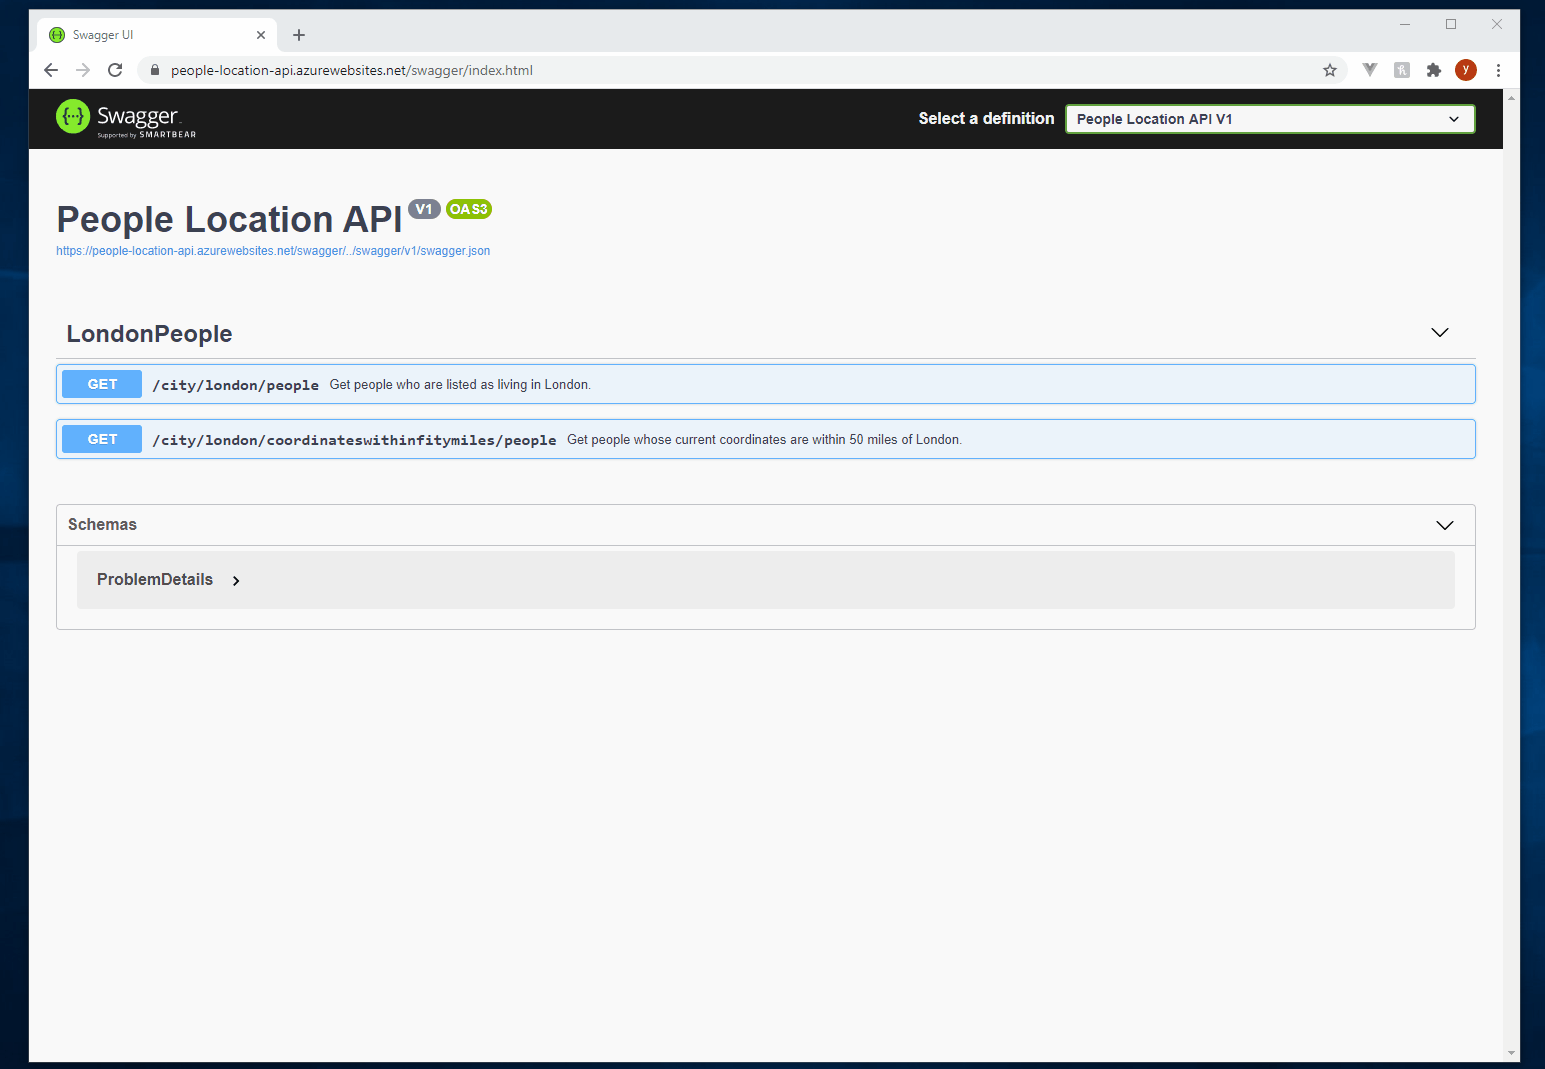 Swagger UI
people-location-api.azurewebsites.net/swagger/index.html
y
Swagger
Supported by SMARTBEAR
Select a definition
People Location API V1
People Location API V1 OAS3
https://people-location-api.azurewebsites.net/swagger/../swagger/v1/swagger.json
LondonPeople
GET /city/london/people Get people who are listed as living in London.
GET /city/london/coordinateswithinfitymiles/people Get people whose current coordinates are within 50 miles of London.
Schemas
ProblemDetails